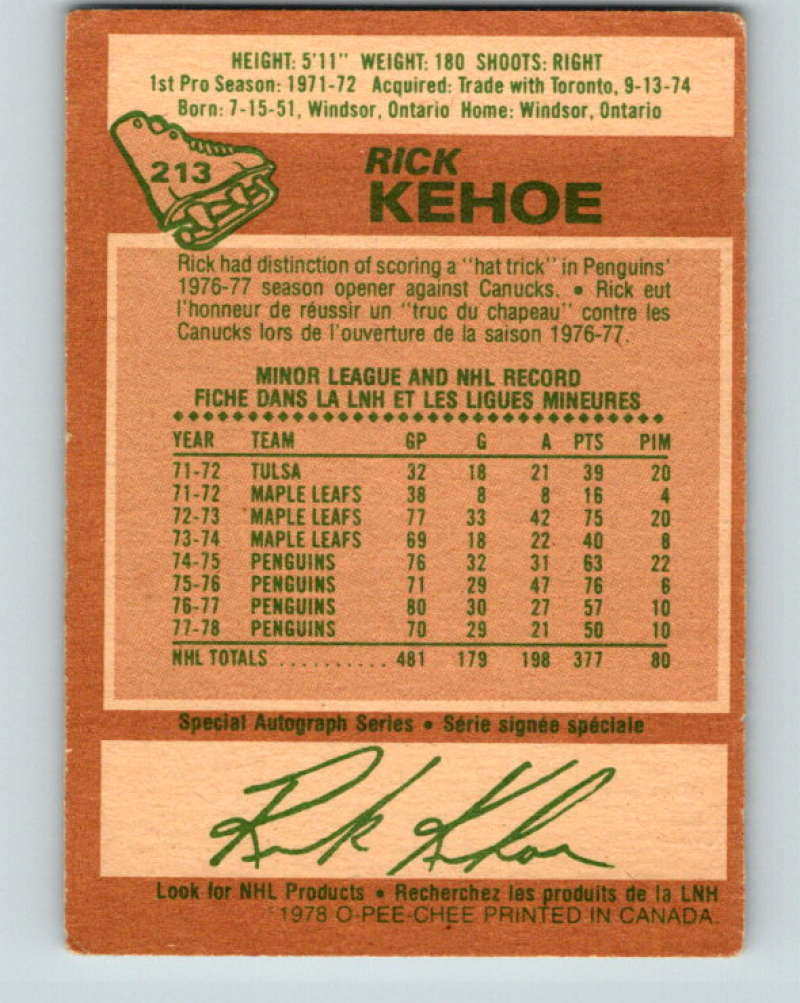 HEIGHT: 5'11" WEIGHT: 180 SHOOTS: RIGHT
1st Pro Season: 1971-72 Acquired: Trade with Toronto, 9-13-74
Born: 7-15-51, Windsor, Ontario Home: Windsor, Ontario
213
RICK
KEHOE
Rick had distinction of scoring a "hat trick" in Penguins'
1976-77 season opener against Canucks. • Rick eut
l'honneur de réussir un "truc du chapeau" contre les
Canucks lors de l'ouverture de la saison 1976-77.
MINOR LEAGUE AND NHL RECORD
FICHE DANS LA LNH ET LES LIGUES MINEURES
YEAR TEAM GP G A PTS PIM
71-72 TULSA 32 18 21 39 20
71-72 MAPLE LEAFS 38 8 8 16 4
72-73 MAPLE LEAFS 77 33 42 75 20
73-74 MAPLE LEAFS 69 18 22 40 8
74-75 PENGUINS 76 32 31 63 22
75-76 PENGUINS 71 29 47 76 6
76-77 PENGUINS 80 30 27 57 10
77-78 PENGUINS 70 29 21 50 10
NHL TOTALS .......... 481 179 198 377 80
Special Autograph Series • Série signée spéciale
Rick Kehoe
Look for NHL Products • Recherchez les produits de la LNH
1978 O-PEE-CHEE PRINTED IN CANADA.